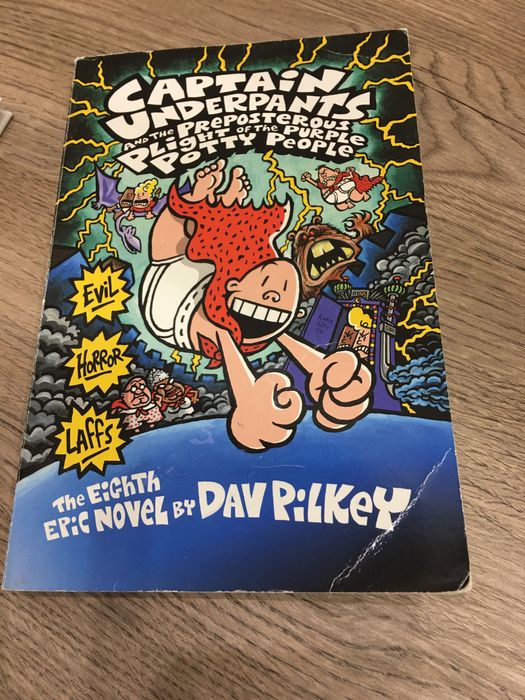 CAPTAIN
UNDERPANTS
AND THE PREPOSTEROUS
PLIGHT OF THE PURPLE
POTTY PEOPLE
EVIL
HORROR
LAFFS
THE EIGHTH
EPIC NOVEL BY DAV PILKEY